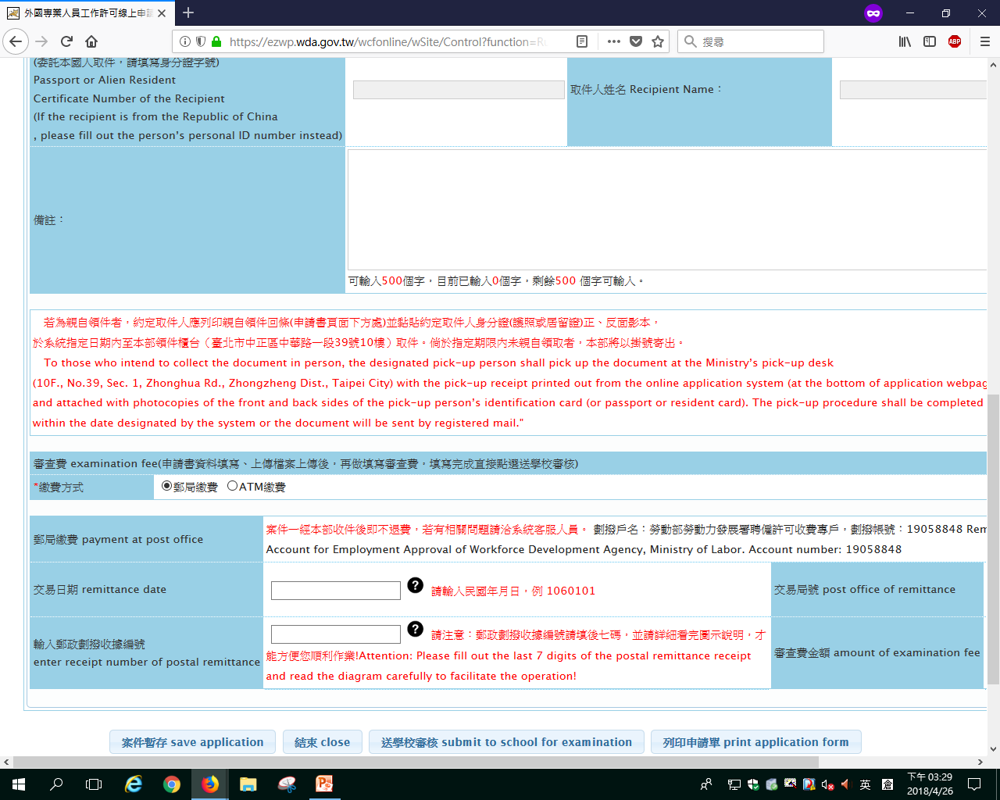 外國專業人員工作許可線上申請
https://ezwp.wda.gov.tw/wcfonline/wSite/Control?function=R
搜尋
ABP
(委託本國人取件，請填寫身分證字號)
Passport or Alien Resident
Certificate Number of the Recipient
(If the recipient is from the Republic of China
, please fill out the person's personal ID number instead)
取件人姓名 Recipient Name：
備註：
可輸入500個字，目前已輸入0個字，剩餘500 個字可輸入。
若為親自領件者，約定取件人應列印親自領件回條(申請書頁面下方處)並黏貼約定取件人身分證(護照或居留證)正、反面影本，
於系統指定日期內至本部領件櫃台（臺北市中正區中華路一段39號10樓）取件。倘於指定期限內未親自領取者，本部將以掛號寄出。
To those who intend to collect the document in person, the designated pick-up person shall pick up the document at the Ministry's pick-up desk
(10F., No.39, Sec. 1, Zhonghua Rd., Zhongzheng Dist., Taipei City) with the pick-up receipt printed out from the online application system (at the bottom of application webpag
and attached with photocopies of the front and back sides of the pick-up person's identification card (or passport or resident card). The pick-up procedure shall be completed
within the date designated by the system or the document will be sent by registered mail."
審查費 examination fee(申請書資料填寫、上傳檔案上傳後，再做填寫審查費，填寫完成直接點選送學校審核)
*繳費方式
郵局繳費 ATM繳費
郵局繳費 payment at post office
案件一經本部收件後即不退費，若有相關問題請洽系統客服人員。 劃撥戶名：勞動部勞動力發展署聘僱許可收費專戶，劃撥帳號：19058848 Rem
Account for Employment Approval of Workforce Development Agency, Ministry of Labor. Account number: 19058848
交易日期 remittance date
? 請輸入民國年月日，例 1060101
交易局號 post office of remittance
輸入郵政劃撥收據編號
enter receipt number of postal remittance
? 請注意：郵政劃撥收據編號請填後七碼，並請詳細看完圖示說明，才
能方便您順利作業!Attention: Please fill out the last 7 digits of the postal remittance receipt
and read the diagram carefully to facilitate the operation!
審查費金額 amount of examination fee
案件暫存 save application
結束 close
送學校審核 submit to school for examination
列印申請單 print application form
英
倉
下午 03:29
2018/4/26